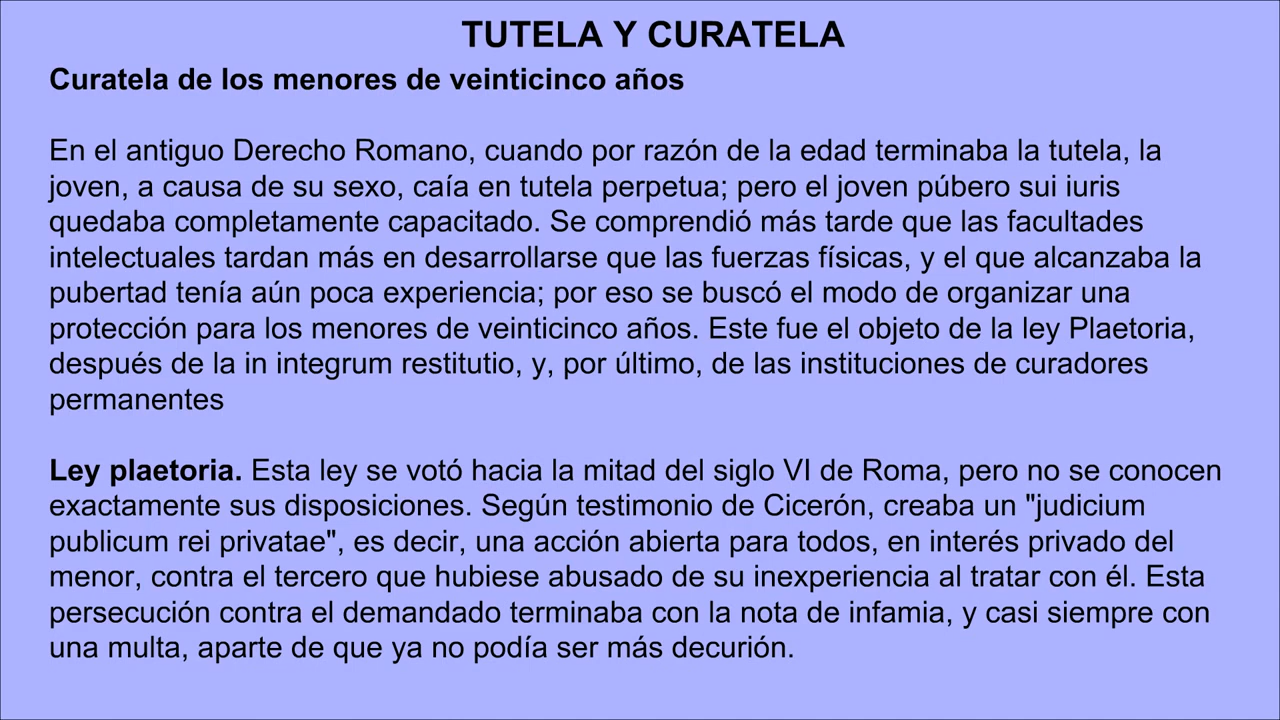 TUTELA Y CURATELA
Curatela de los menores de veinticinco años
En el antiguo Derecho Romano, cuando por razón de la edad terminaba la tutela, la
joven, a causa de su sexo, caía en tutela perpetua; pero el joven púbero sui iuris
quedaba completamente capacitado. Se comprendió más tarde que las facultades
intelectuales tardan más en desarrollarse que las fuerzas físicas, y el que alcanzaba la
pubertad tenía aún poca experiencia; por eso se buscó el modo de organizar una
protección para los menores de veinticinco años. Este fue el objeto de la ley Plaetoria,
después de la in integrum restitutio, y, por último, de las instituciones de curadores
permanentes
Ley plaetoria. Esta ley se votó hacia la mitad del siglo VI de Roma, pero no se conocen
exactamente sus disposiciones. Según testimonio de Cicerón, creaba un "judicium
publicum rei privatae", es decir, una acción abierta para todos, en interés privado del
menor, contra el tercero que hubiese abusado de su inexperiencia al tratar con él. Esta
persecución contra el demandado terminaba con la nota de infamia, y casi siempre con
una multa, aparte de que ya no podía ser más decurión.